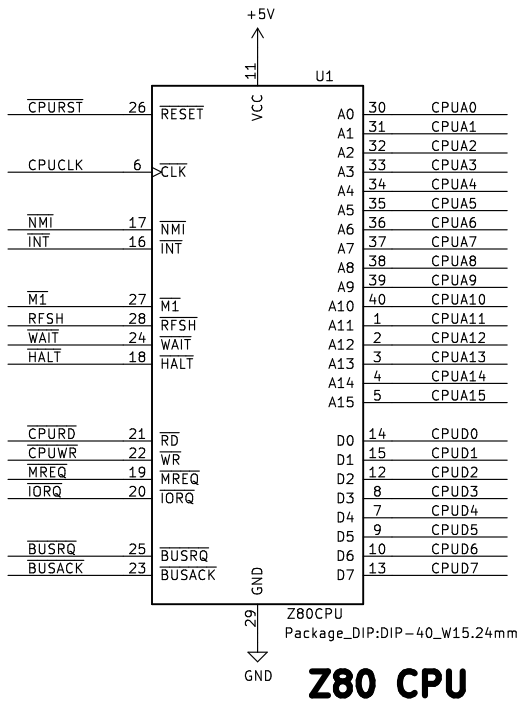 +5V
11
U1
VCC
CPURST 26 RESET
A0 30 CPUA0
A1 31 CPUA1
A2 32 CPUA2
CPUCLK 6 CLK
A3 33 CPUA3
A4 34 CPUA4
A5 35 CPUA5
NMI 17 NMI
A6 36 CPUA6
INT 16 INT
A7 37 CPUA7
A8 38 CPUA8
A9 39 CPUA9
M1 27 M1
A10 40 CPUA10
RFSH 28 RFSH
A11 1 CPUA11
WAIT 24 WAIT
A12 2 CPUA12
HALT 18 HALT
A13 3 CPUA13
A14 4 CPUA14
A15 5 CPUA15
CPURD 21 RD
D0 14 CPUD0
CPUWR 22 WR
D1 15 CPUD1
MREQ 19 MREQ
D2 12 CPUD2
IORQ 20 IORQ
D3 8 CPUD3
D4 7 CPUD4
D5 9 CPUD5
BUSRQ 25 BUSRQ
D6 10 CPUD6
BUSACK 23 BUSACK
D7 13 CPUD7
GND
29
Z80CPU
Package_DIP:DIP-40_W15.24mm
GND
Z80 CPU